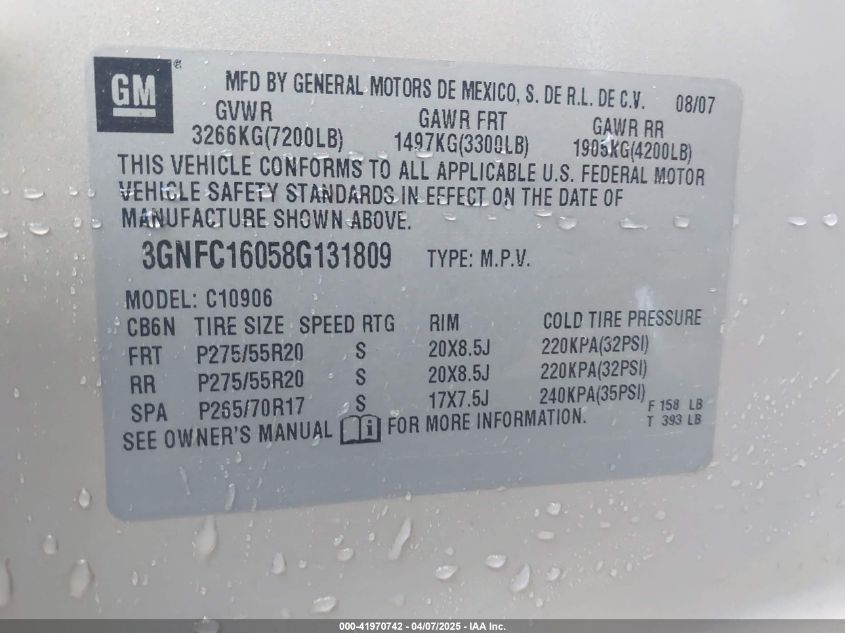 GM ®
MFD BY GENERAL MOTORS DE MEXICO, S. DE R.L. DE C.V. 08/07
GVWR GAWR FRT GAWR RR
3266KG(7200LB) 1497KG(3300LB) 1905KG(4200LB)
THIS VEHICLE CONFORMS TO ALL APPLICABLE U.S. FEDERAL MOTOR
VEHICLE SAFETY STANDARDS IN EFFECT ON THE DATE OF
MANUFACTURE SHOWN ABOVE.
3GNFC16058G131809 TYPE: M.P.V.
MODEL: C10906
CB6N TIRE SIZE SPEED RTG RIM COLD TIRE PRESSURE
FRT P275/55R20 S 20X8.5J 220KPA(32PSI)
RR P275/55R20 S 20X8.5J 220KPA(32PSI)
SPA P265/70R17 S 17X7.5J 240KPA(35PSI)
F 158 LB
SEE OWNER'S MANUAL i FOR MORE INFORMATION. T 393 LB
000-41970742 - 04/07/2025 - IAA Inc.